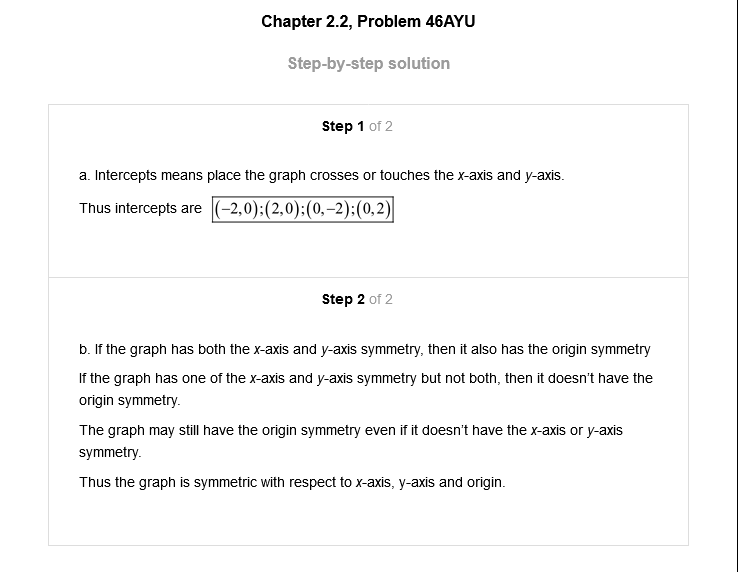 Chapter 2.2, Problem 46AYU
Step-by-step solution
Step 1 of 2
a. Intercepts means place the graph crosses or touches the x-axis and y-axis.
Thus intercepts are (−2,0);(2,0);(0,−2);(0,2)
Step 2 of 2
b. If the graph has both the x-axis and y-axis symmetry, then it also has the origin symmetry
If the graph has one of the x-axis and y-axis symmetry but not both, then it doesn't have the
origin symmetry.
The graph may still have the origin symmetry even if it doesn't have the x-axis or y-axis
symmetry.
Thus the graph is symmetric with respect to x-axis, y-axis and origin.